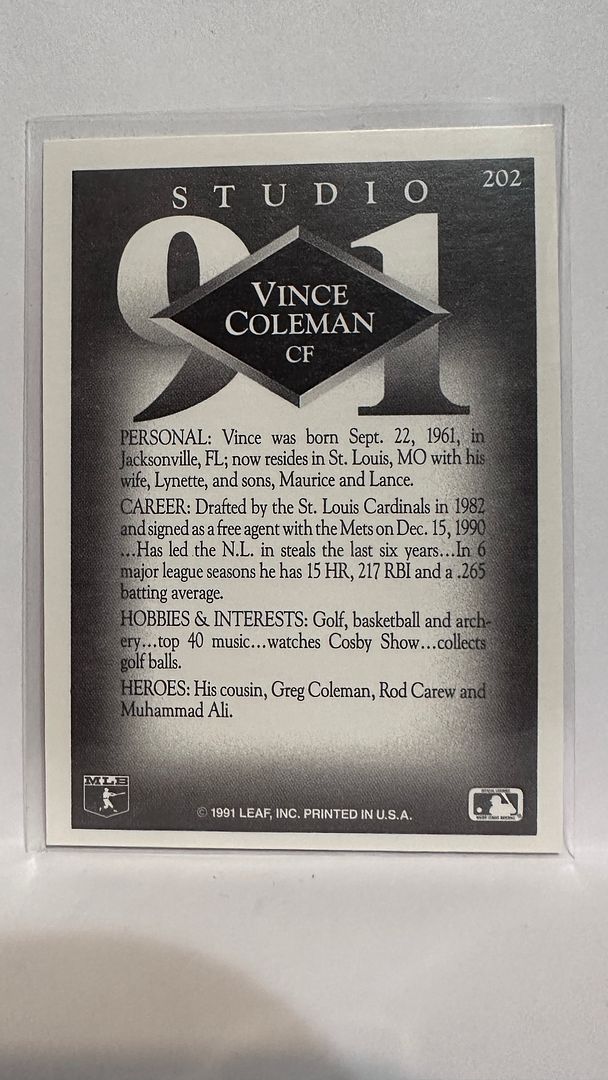 STUDIO 202
91
VINCE
COLEMAN
CF
PERSONAL: Vince was born Sept. 22, 1961, in
Jacksonville, FL; now resides in St. Louis, MO with his
wife, Lynette, and sons, Maurice and Lance.
CAREER: Drafted by the St. Louis Cardinals in 1982
and signed as a free agent with the Mets on Dec. 15, 1990
...Has led the N.L. in steals the last six years...In 6
major league seasons he has 15 HR, 217 RBI and a .265
batting average.
HOBBIES & INTERESTS: Golf, basketball and arch-
ery...top 40 music...watches Cosby Show...collects
golf balls.
HEROES: His cousin, Greg Coleman, Rod Carew and
Muhammad Ali.
MLB
© 1991 LEAF, INC. PRINTED IN U.S.A.